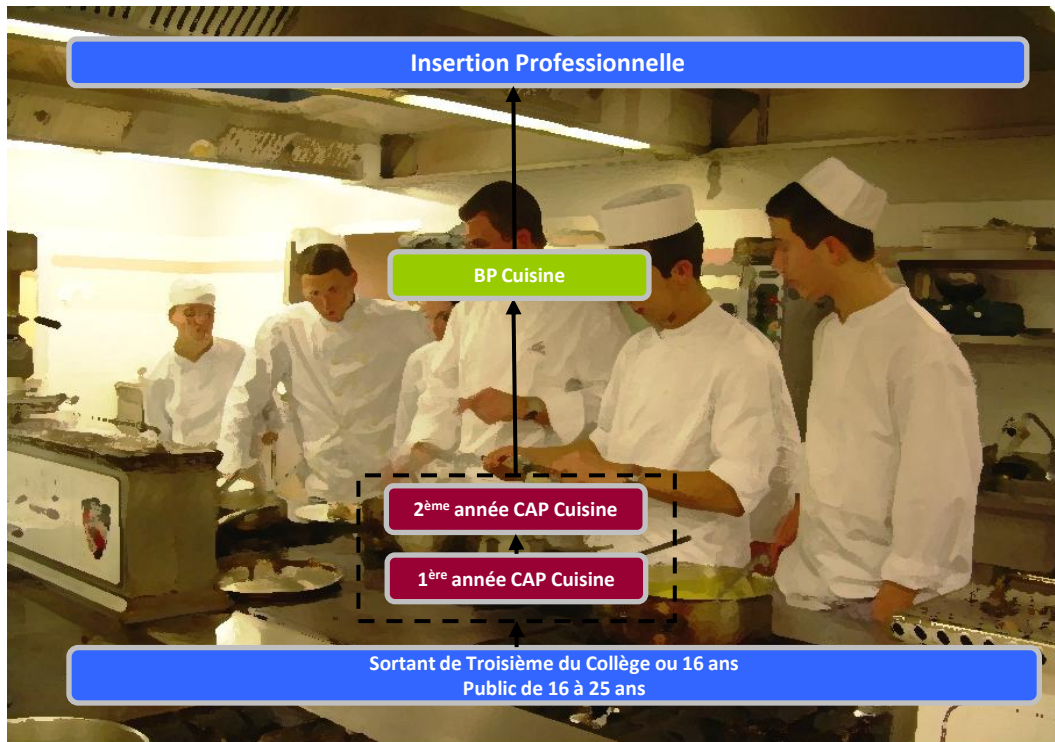 Insertion Professionnelle
BP Cuisine
2ème année CAP Cuisine
1ère année CAP Cuisine
Sortant de Troisième du Collège ou 16 ans
Public de 16 à 25 ans